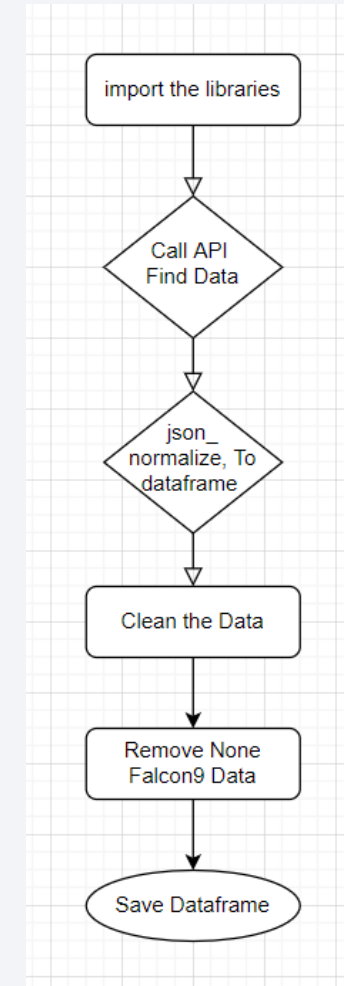 import the libraries
Call API
Find Data
json_
normalize, To
dataframe
Clean the Data
Remove None
Falcon9 Data
Save Dataframe